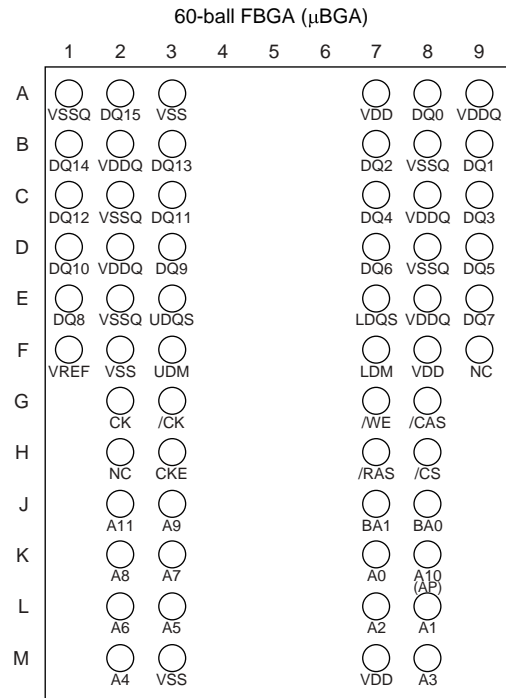 60-ball FBGA (μBGA)
1 2 3 4 5 6 7 8 9
A
VSSQ DQ15 VSS VDD DQ0 VDDQ
B
DQ14 VDDQ DQ13 DQ2 VSSQ DQ1
C
DQ12 VSSQ DQ11 DQ4 VDDQ DQ3
D
DQ10 VDDQ DQ9 DQ6 VSSQ DQ5
E
DQ8 VSSQ UDQS LDQS VDDQ DQ7
F
VREF VSS UDM LDM VDD NC
G
CK /CK /WE /CAS
H
NC CKE /RAS /CS
J
A11 A9 BA1 BA0
K
A8 A7 A0 A10
(AP)
L
A6 A5 A2 A1
M
A4 VSS VDD A3